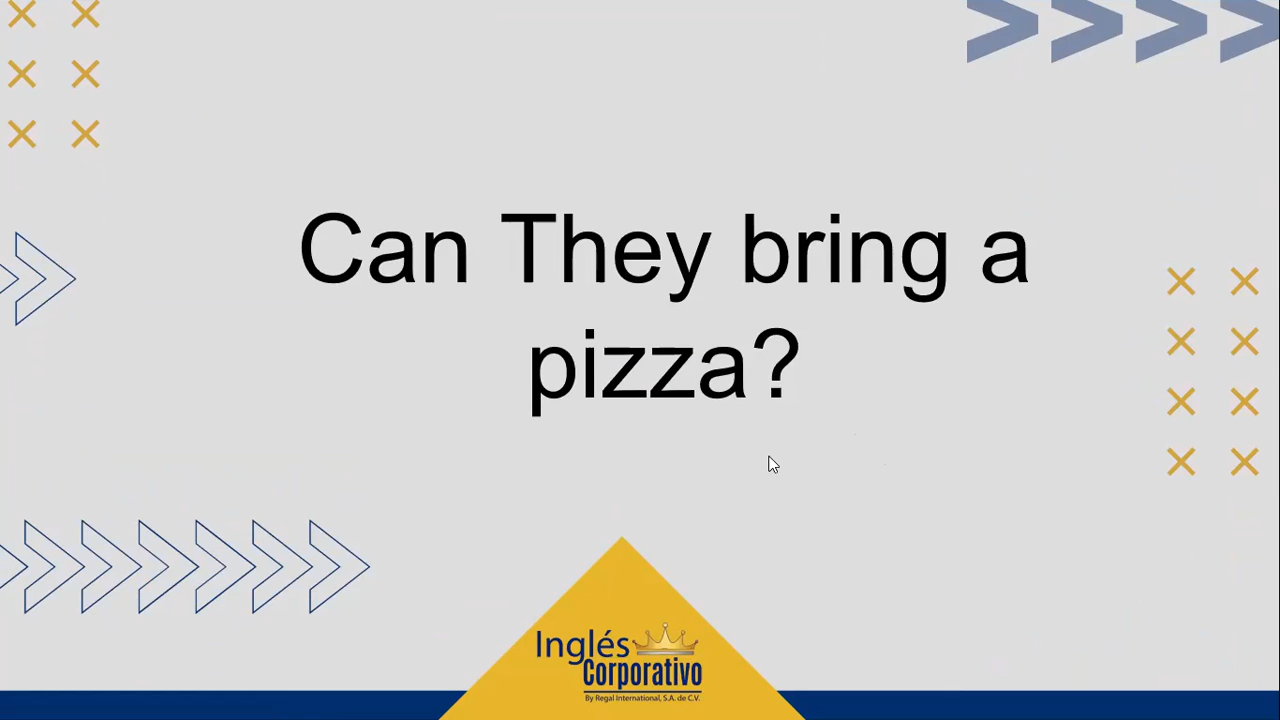 Can They bring a
pizza?
Inglés
Corporativo
By Regal International, S.A. de C.V.